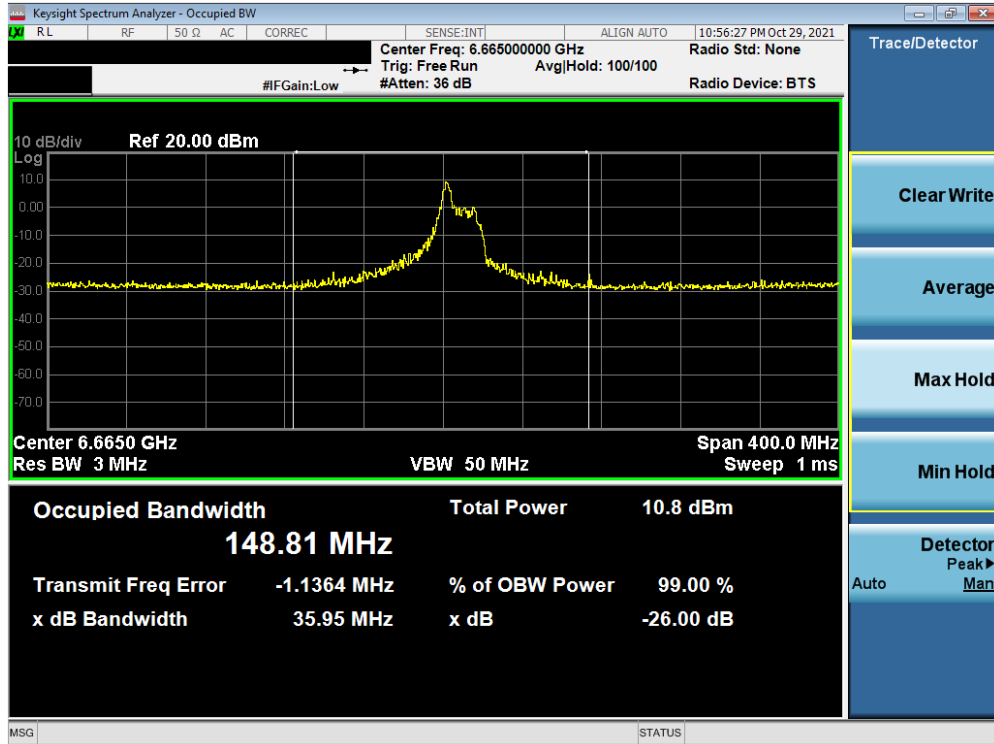 Keysight Spectrum Analyzer - Occupied BW
LXI RL RF 50 Ω AC CORREC SENSE:INT ALIGN AUTO 10:56:27 PM Oct 29, 2021
Center Freq: 6.665000000 GHz Radio Std: None
Trig: Free Run Avg|Hold: 100/100
#IFGain:Low #Atten: 36 dB Radio Device: BTS
10 dB/div Ref 20.00 dBm
Log
10.0
0.00
-10.0
-20.0
-30.0
-40.0
-50.0
-60.0
-70.0
Center 6.6650 GHz Span 400.0 MHz
Res BW 3 MHz VBW 50 MHz Sweep 1 ms
Occupied Bandwidth Total Power 10.8 dBm
148.81 MHz
Transmit Freq Error -1.1364 MHz % of OBW Power 99.00 %
x dB Bandwidth 35.95 MHz x dB -26.00 dB
Trace/Detector
Clear Write
Average
Max Hold
Min Hold
Detector
Peak▶
Auto Man
MSG STATUS